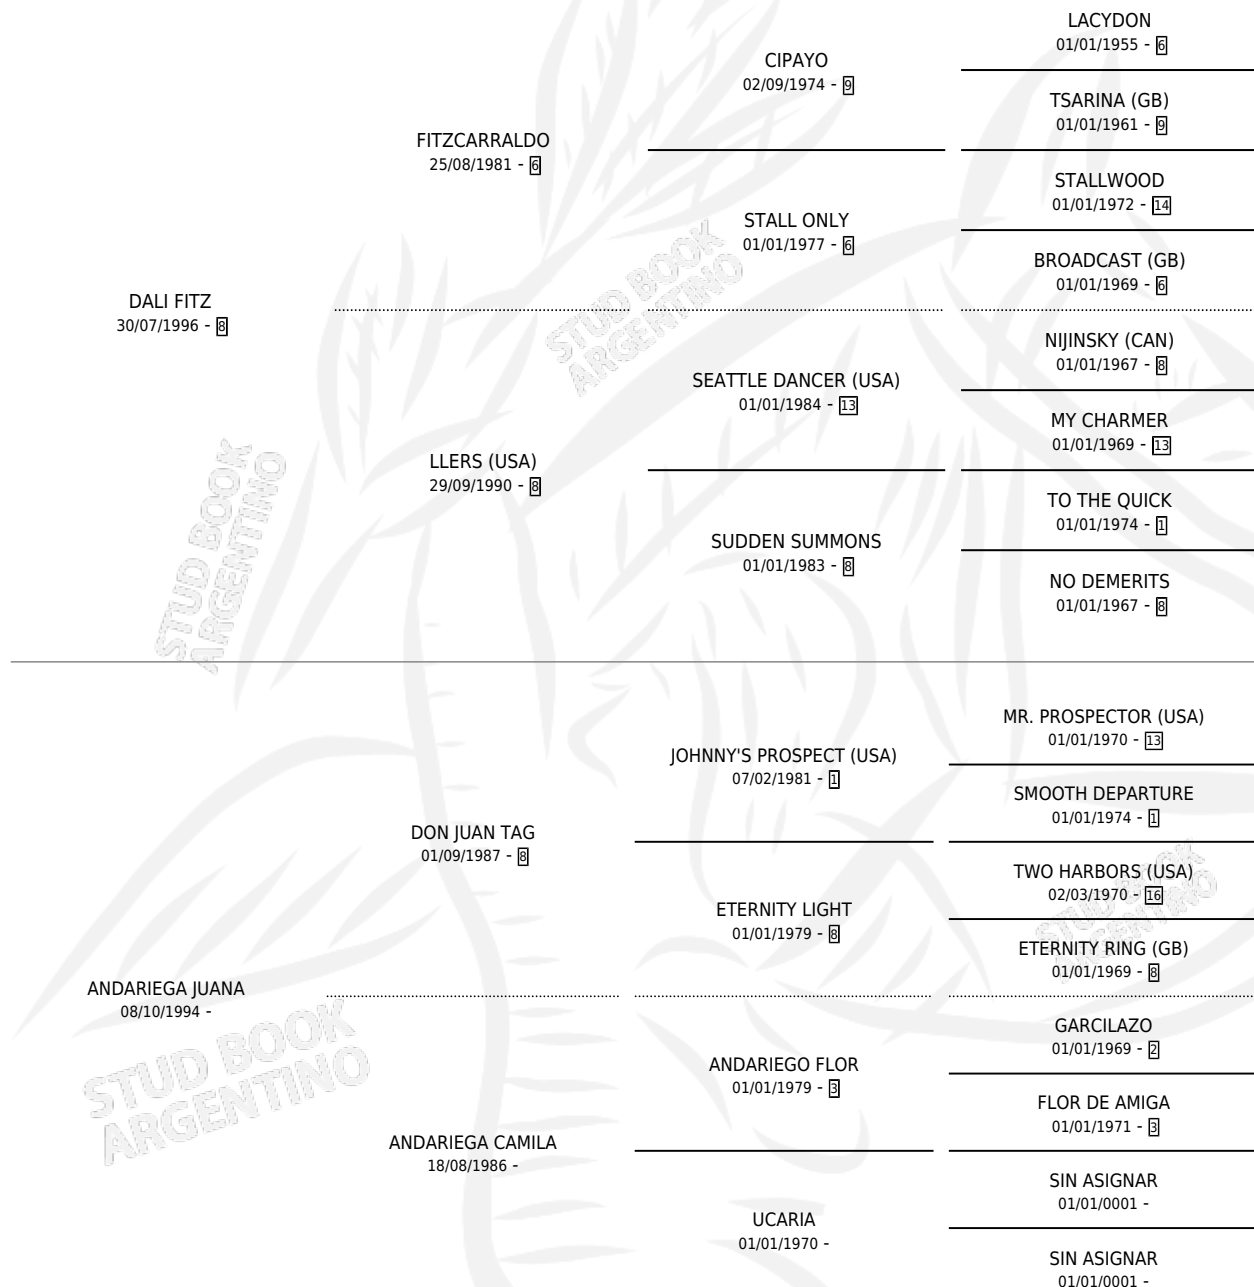 LACYDON
01/01/1955 - 6
CIPAYO
02/09/1974 - 9
TSARINA (GB)
01/01/1961 - 9
FITZCARRALDO
25/08/1981 - 6
STALLWOOD
01/01/1972 - 14
STALL ONLY
01/01/1977 - 6
BROADCAST (GB)
01/01/1969 - 6
DALI FITZ
30/07/1996 - 8
NIJINSKY (CAN)
01/01/1967 - 8
SEATTLE DANCER (USA)
01/01/1984 - 13
MY CHARMER
01/01/1969 - 13
LLERS (USA)
29/09/1990 - 8
TO THE QUICK
01/01/1974 - 1
SUDDEN SUMMONS
01/01/1983 - 8
NO DEMERITS
01/01/1967 - 8
MR. PROSPECTOR (USA)
01/01/1970 - 13
JOHNNY'S PROSPECT (USA)
07/02/1981 - 1
SMOOTH DEPARTURE
01/01/1974 - 1
DON JUAN TAG
01/09/1987 - 8
TWO HARBORS (USA)
02/03/1970 - 16
ETERNITY LIGHT
01/01/1979 - 8
ETERNITY RING (GB)
01/01/1969 - 8
ANDARIEGA JUANA
08/10/1994 -
GARCILAZO
01/01/1969 - 2
ANDARIEGO FLOR
01/01/1979 - 3
FLOR DE AMIGA
01/01/1971 - 3
ANDARIEGA CAMILA
18/08/1986 -
SIN ASIGNAR
01/01/0001 -
UCARIA
01/01/1970 -
SIN ASIGNAR
01/01/0001 -
STUD BOOK
ARGENTINO
STUD BOOK
ARGENTINO
STUD BOOK
ARGENTINO
STUD BOOK
ARGENTINO